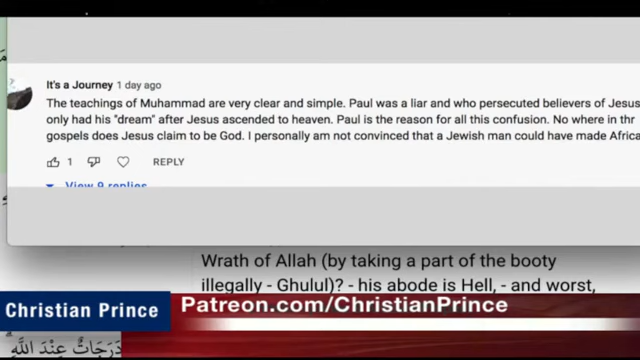 It's a Journey 1 day ago
The teachings of Muhammad are very clear and simple. Paul was a liar and who persecuted believers of Jesus
only had his "dream" after Jesus ascended to heaven. Paul is the reason for all this confusion. No where in thr
gospels does Jesus claim to be God. I personally am not convinced that a Jewish man could have made Africa
1 REPLY
View 9 replies
Wrath of Allah (by taking a part of the booty
illegally - Ghulul)? - his abode is Hell, - and worst,
Christian Prince
Patreon.com/ChristianPrince
دَرَجَاتٌ عِنْدَ اللَّهِ